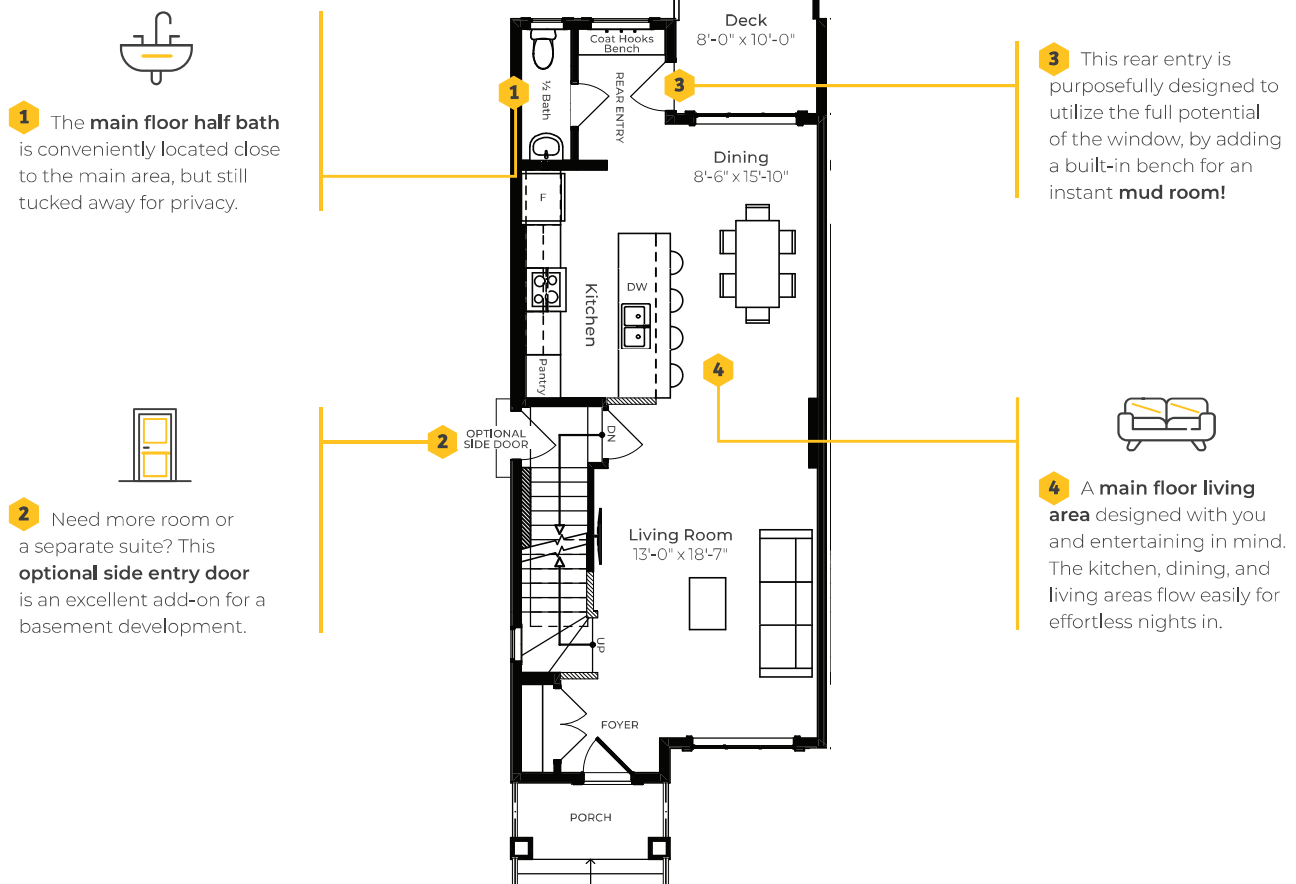 1 The main floor half bath
is conveniently located close
to the main area, but still
tucked away for privacy.
2 Need more room or
a separate suite? This
optional side entry door
is an excellent add-on for a
basement development.
Deck
8'-0" x 10'-0"
Coat Hooks
Bench
1
½ Bath
REAR ENTRY
3
Dining
8'-6" x 15'-10"
F
Kitchen
DW
Pantry
4
2
OPTIONAL
SIDE DOOR
DN
Living Room
13'-0" x 18'-7"
UP
FOYER
PORCH
3 This rear entry is
purposefully designed to
utilize the full potential
of the window, by adding
a built-in bench for an
instant mud room!
4 A main floor living
area designed with you
and entertaining in mind.
The kitchen, dining, and
living areas flow easily for
effortless nights in.